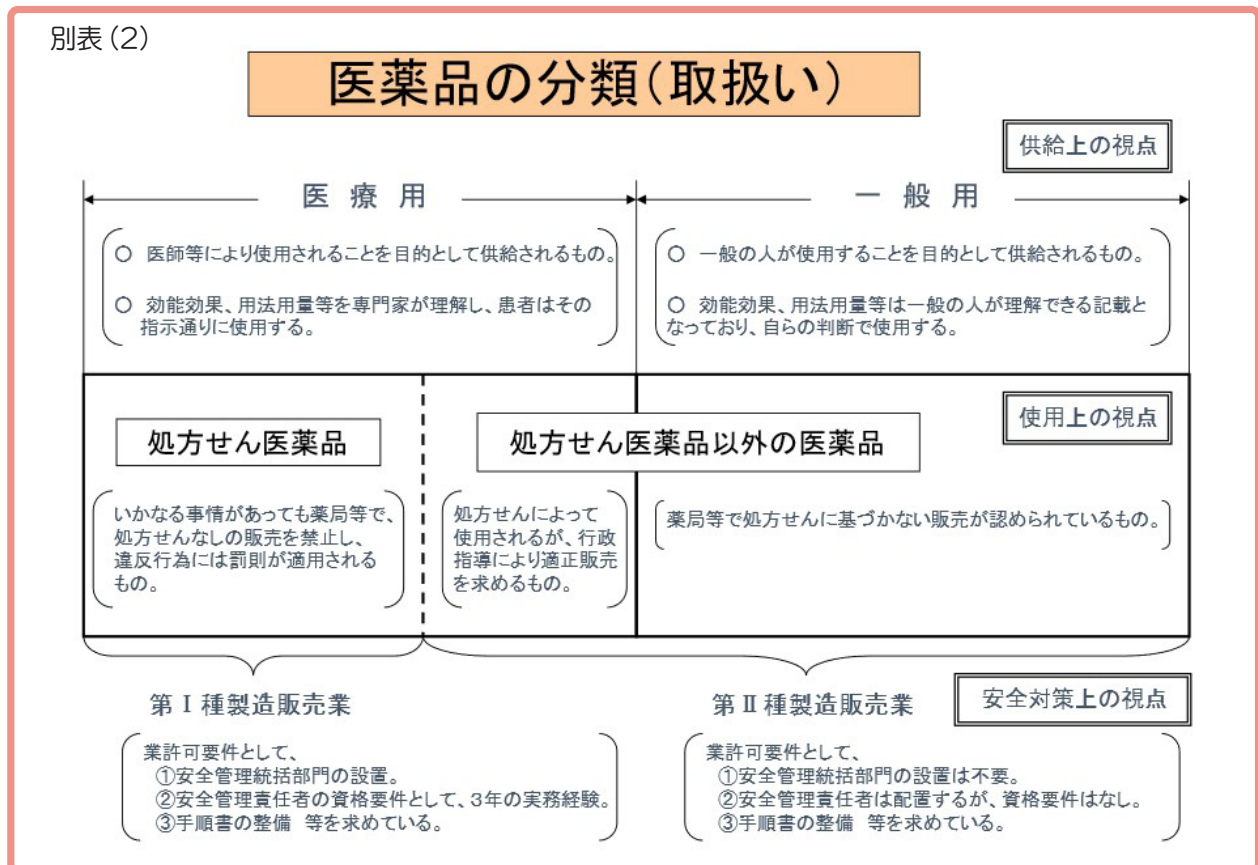 別表(2)
医薬品の分類(取扱い)
供給上の視点
医療用
一般用
○ 医師等により使用されることを目的として供給されるもの。
○ 効能効果、用法用量等を専門家が理解し、患者はその
指示通りに使用する。
○ 一般の人が使用することを目的として供給されるもの。
○ 効能効果、用法用量等は一般の人が理解できる記載と
なっており、自らの判断で使用する。
使用上の視点
処方せん医薬品
処方せん医薬品以外の医薬品
いかなる事情があっても薬局等で、
処方せんなしの販売を禁止し、
違反行為には罰則が適用される
もの。
処方せんによって
使用されるが、行政
指導により適正販売
を求めるもの。
薬局等で処方せんに基づかない販売が認められているもの。
第Ⅰ種製造販売業
第Ⅱ種製造販売業
安全対策上の視点
業許可要件として、
①安全管理統括部門の設置。
②安全管理責任者の資格要件として、3年の実務経験。
③手順書の整備 等を求めている。
業許可要件として、
①安全管理統括部門の設置は不要。
②安全管理責任者は配置するが、資格要件はなし。
③手順書の整備 等を求めている。